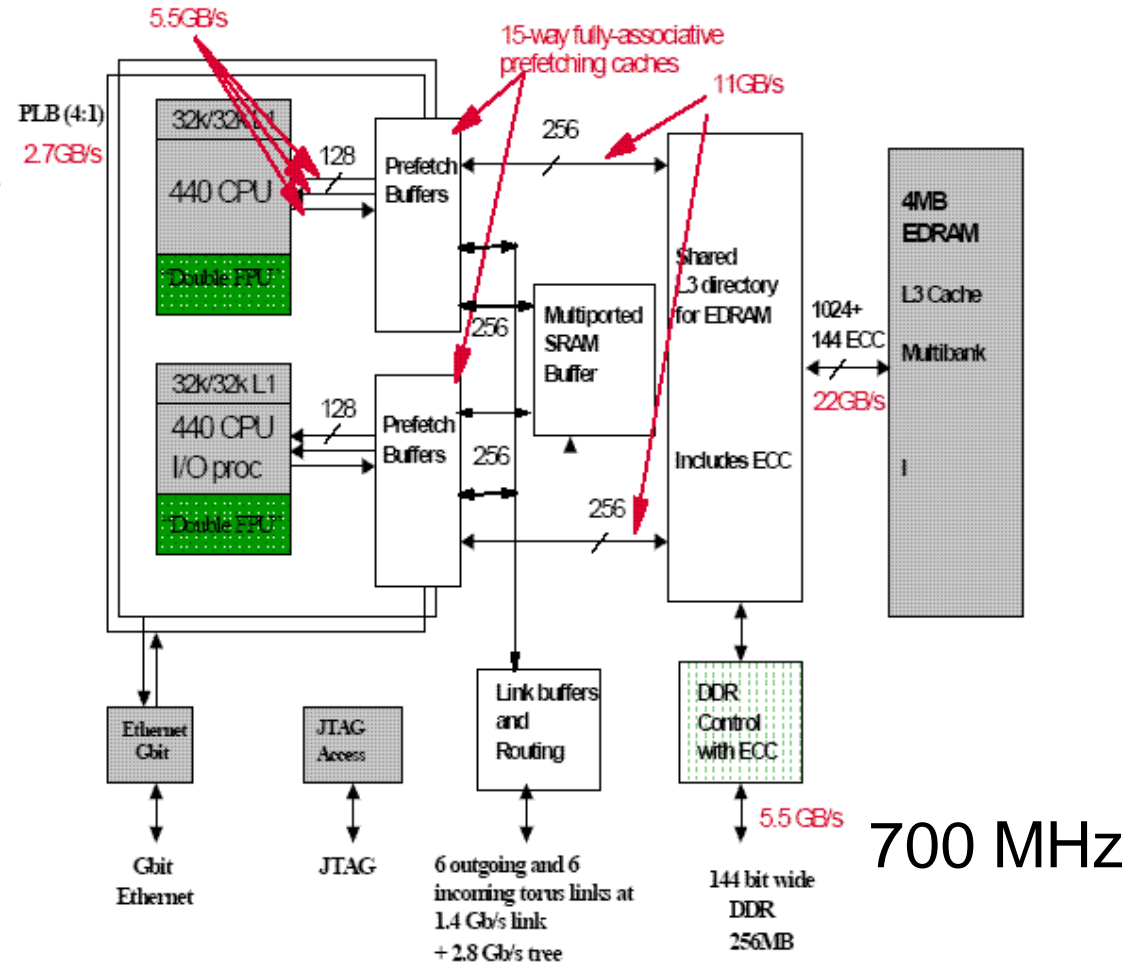 5.5GB/s
15-way fully-associative
prefetching caches
11GB/s
PLB (4:1)
2.7GB/s
32k/32k L1
440 CPU
"Double FPU"
128
Prefetch
Buffers
256
256
Multiported
SRAM
Buffer
Shared
L3 directory
for EDRAM
Includes ECC
1024+
144 ECC
22GB/s
4MB
EDRAM
L3 Cache
Multibank
32k/32k L1
440 CPU
I/O proc
"Double FPU"
128
Prefetch
Buffers
256
256
Ethernet
Gbit
JTAG
Access
Link buffers
and
Routing
DDR
Control
with ECC
5.5 GB/s
700 MHz
Gbit
Ethernet
JTAG
6 outgoing and 6
incoming torus links at
1.4 Gb/s link
+ 2.8 Gb/s tree
144 bit wide
DDR
256MB